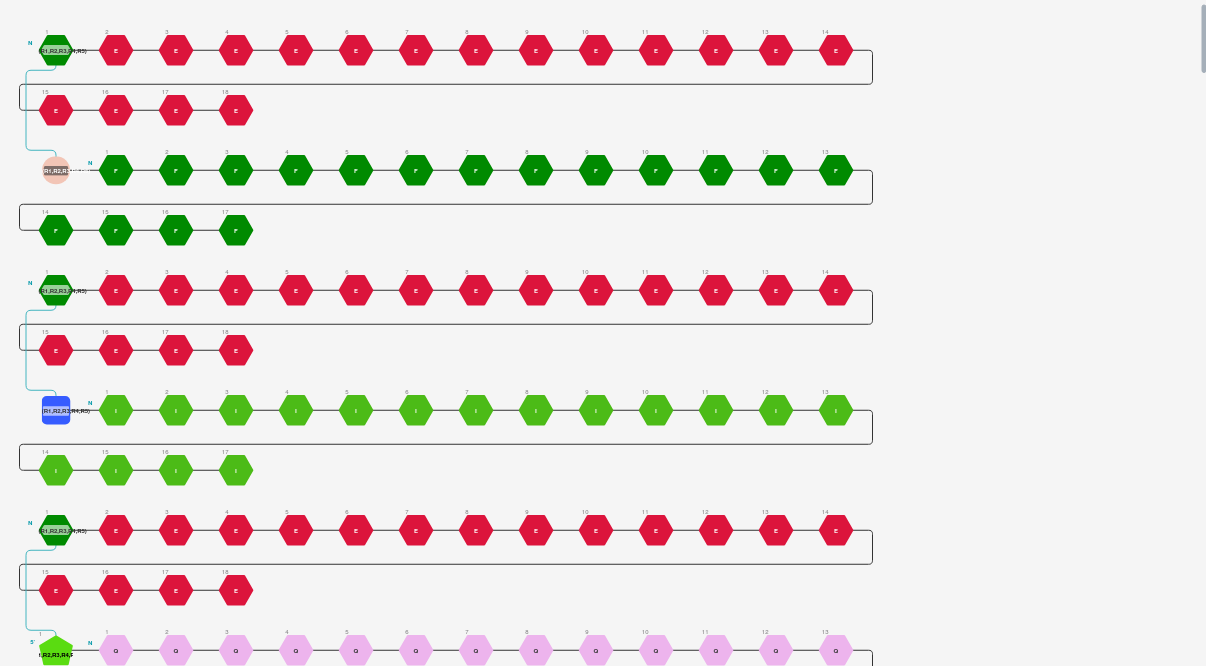 1 2 3 4 5 6 7 8 9 10 11 12 13 14
N R1,R2,R3,R4,R5) E E E E E E E E E E E E E
15 16 17 18
E E E E
N 1 2 3 4 5 6 7 8 9 10 11 12 13
R1,R2,R3 F F F F F F F F F F F F F
14 15 16 17
F F F F
1 2 3 4 5 6 7 8 9 10 11 12 13 14
N R1,R2,R3,R4,R5) E E E E E E E E E E E E E
15 16 17 18
E E E E
N 1 2 3 4 5 6 7 8 9 10 11 12 13
R1,R2,R3,R4,R5) I I I I I I I I I I I I I
14 15 16 17
I I I I
1 2 3 4 5 6 7 8 9 10 11 12 13 14
N R1,R2,R3,R4,R5) E E E E E E E E E E E E E
15 16 17 18
E E E E
1 1 2 3 4 5 6 7 8 9 10 11 12 13
5' N
,R2,R3,R4, Q Q Q Q Q Q Q Q Q Q Q Q Q